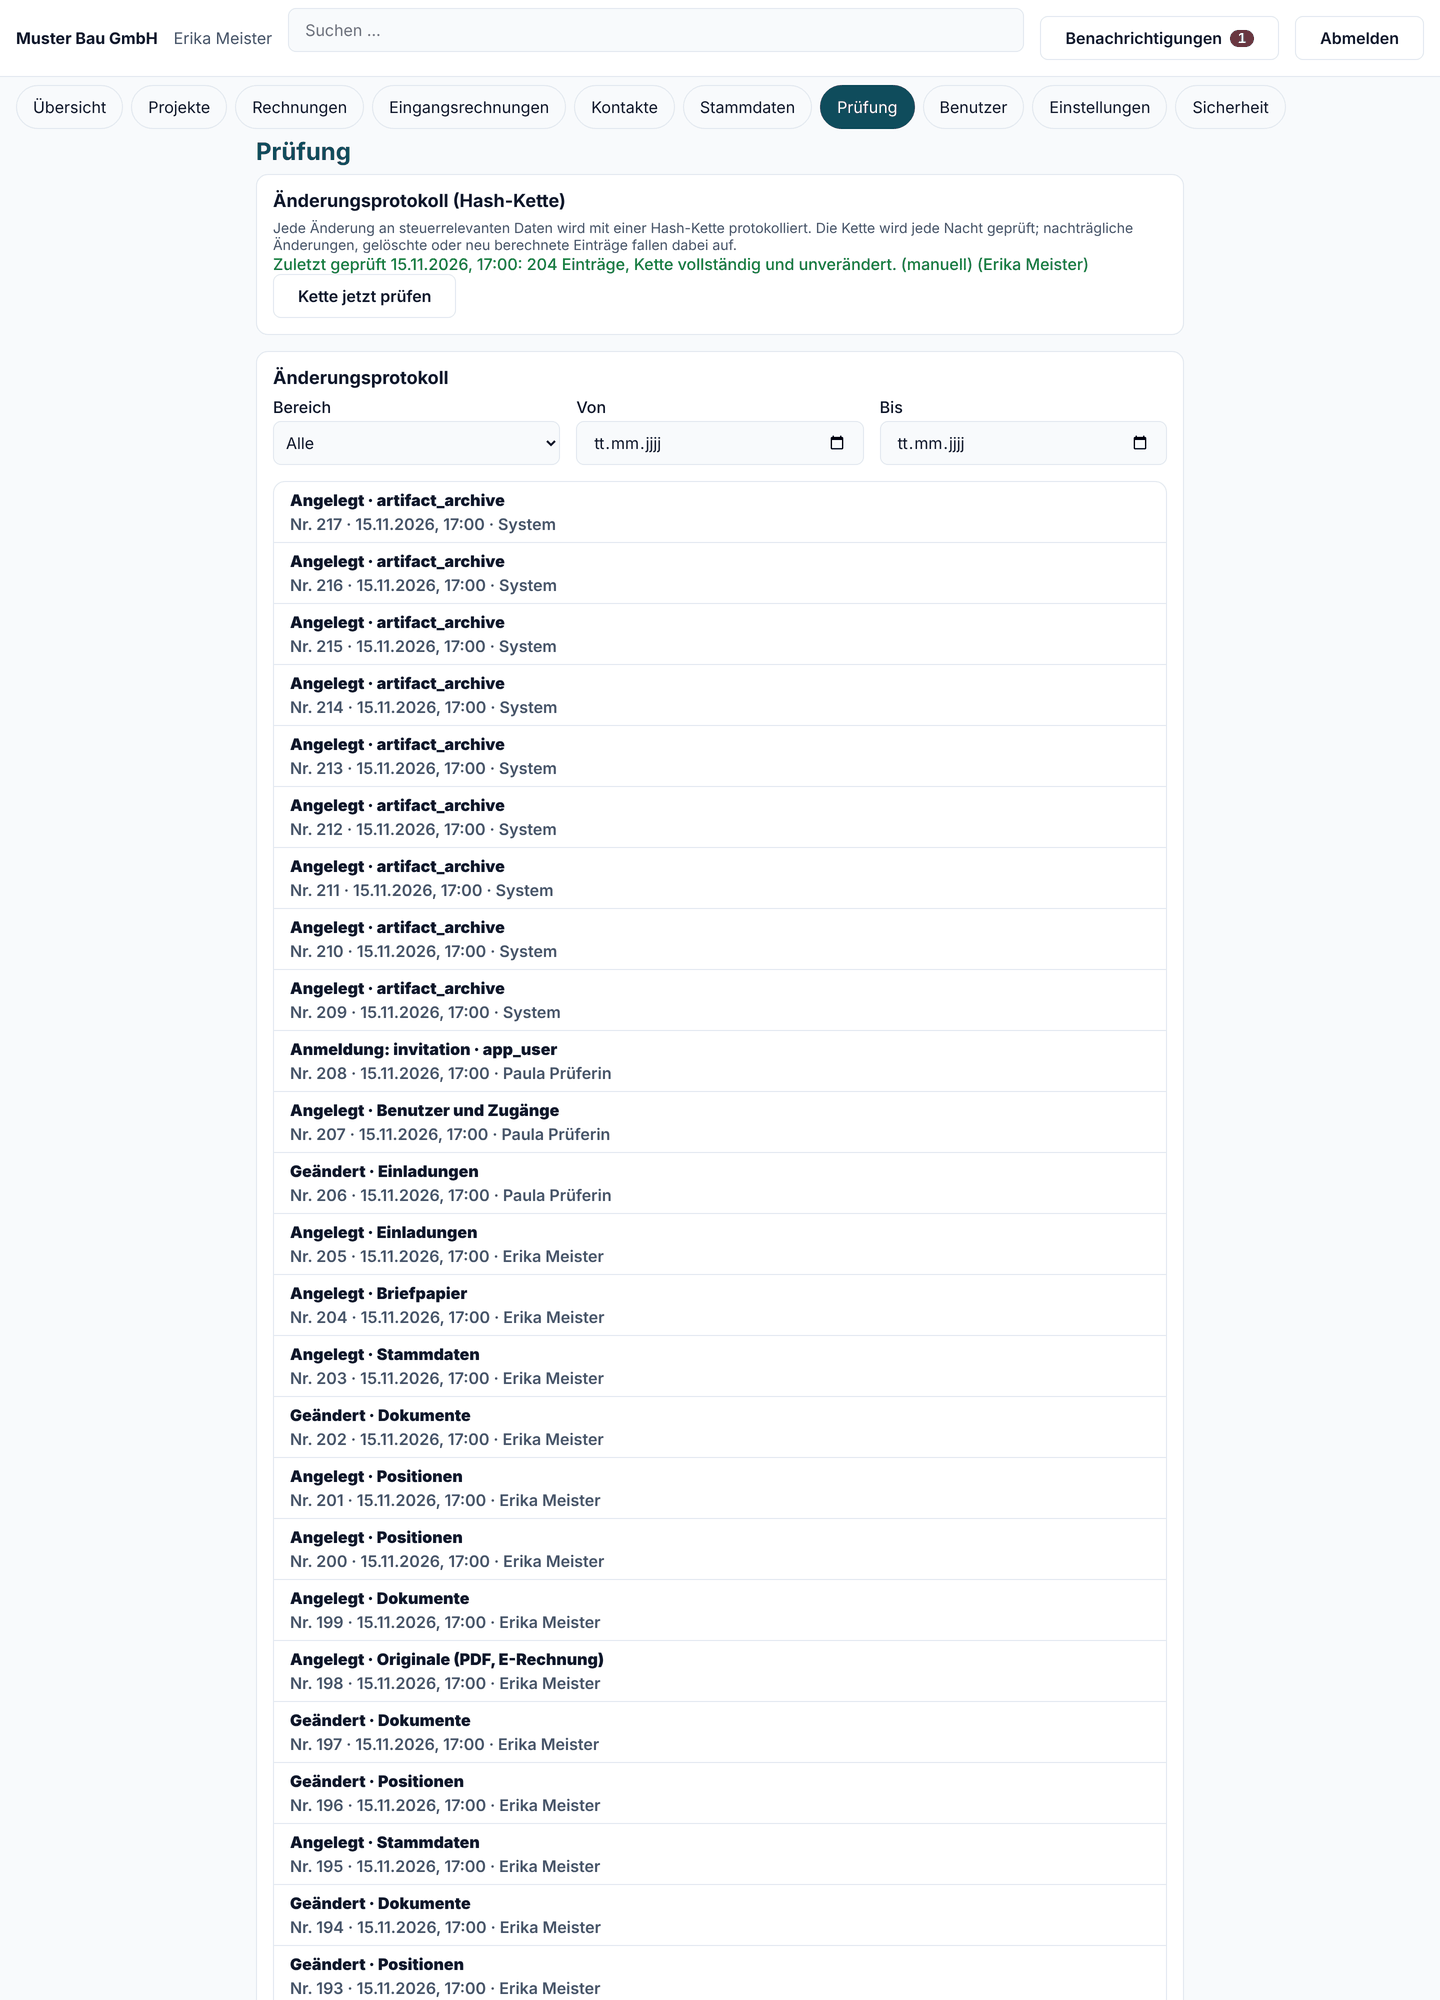 Muster Bau GmbH Erika Meister Suchen ... Benachrichtigungen 1 Abmelden
Übersicht Projekte Rechnungen Eingangsrechnungen Kontakte Stammdaten Prüfung Benutzer Einstellungen Sicherheit
Prüfung
Änderungsprotokoll (Hash-Kette)
Jede Änderung an steuerrelevanten Daten wird mit einer Hash-Kette protokolliert. Die Kette wird jede Nacht geprüft; nachträgliche
Änderungen, gelöschte oder neu berechnete Einträge fallen dabei auf.
Zuletzt geprüft 15.11.2026, 17:00: 204 Einträge, Kette vollständig und unverändert. (manuell) (Erika Meister)
Kette jetzt prüfen
Änderungsprotokoll
Bereich Von Bis
Alle tt.mm.jjjj tt.mm.jjjj
Angelegt · artifact_archive
Nr. 217 · 15.11.2026, 17:00 · System
Angelegt · artifact_archive
Nr. 216 · 15.11.2026, 17:00 · System
Angelegt · artifact_archive
Nr. 215 · 15.11.2026, 17:00 · System
Angelegt · artifact_archive
Nr. 214 · 15.11.2026, 17:00 · System
Angelegt · artifact_archive
Nr. 213 · 15.11.2026, 17:00 · System
Angelegt · artifact_archive
Nr. 212 · 15.11.2026, 17:00 · System
Angelegt · artifact_archive
Nr. 211 · 15.11.2026, 17:00 · System
Angelegt · artifact_archive
Nr. 210 · 15.11.2026, 17:00 · System
Angelegt · artifact_archive
Nr. 209 · 15.11.2026, 17:00 · System
Anmeldung: invitation · app_user
Nr. 208 · 15.11.2026, 17:00 · Paula Prüferin
Angelegt · Benutzer und Zugänge
Nr. 207 · 15.11.2026, 17:00 · Paula Prüferin
Geändert · Einladungen
Nr. 206 · 15.11.2026, 17:00 · Paula Prüferin
Angelegt · Einladungen
Nr. 205 · 15.11.2026, 17:00 · Erika Meister
Angelegt · Briefpapier
Nr. 204 · 15.11.2026, 17:00 · Erika Meister
Angelegt · Stammdaten
Nr. 203 · 15.11.2026, 17:00 · Erika Meister
Geändert · Dokumente
Nr. 202 · 15.11.2026, 17:00 · Erika Meister
Angelegt · Positionen
Nr. 201 · 15.11.2026, 17:00 · Erika Meister
Angelegt · Positionen
Nr. 200 · 15.11.2026, 17:00 · Erika Meister
Angelegt · Dokumente
Nr. 199 · 15.11.2026, 17:00 · Erika Meister
Angelegt · Originale (PDF, E-Rechnung)
Nr. 198 · 15.11.2026, 17:00 · Erika Meister
Geändert · Dokumente
Nr. 197 · 15.11.2026, 17:00 · Erika Meister
Geändert · Positionen
Nr. 196 · 15.11.2026, 17:00 · Erika Meister
Angelegt · Stammdaten
Nr. 195 · 15.11.2026, 17:00 · Erika Meister
Geändert · Dokumente
Nr. 194 · 15.11.2026, 17:00 · Erika Meister
Geändert · Positionen
Nr. 193 · 15.11.2026, 17:00 · Erika Meister